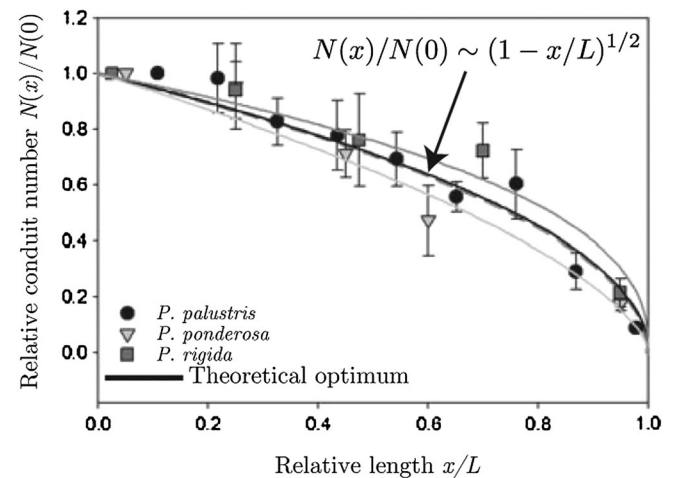 1.2
1.0
0.8
0.6
0.4
0.2
0.0
Relative conduit number N(x)/N(0)
N(x)/N(0) ∼ (1 − x/L)^{1/2}
P. palustris
P. ponderosa
P. rigida
Theoretical optimum
0.0 0.2 0.4 0.6 0.8 1.0
Relative length x/L